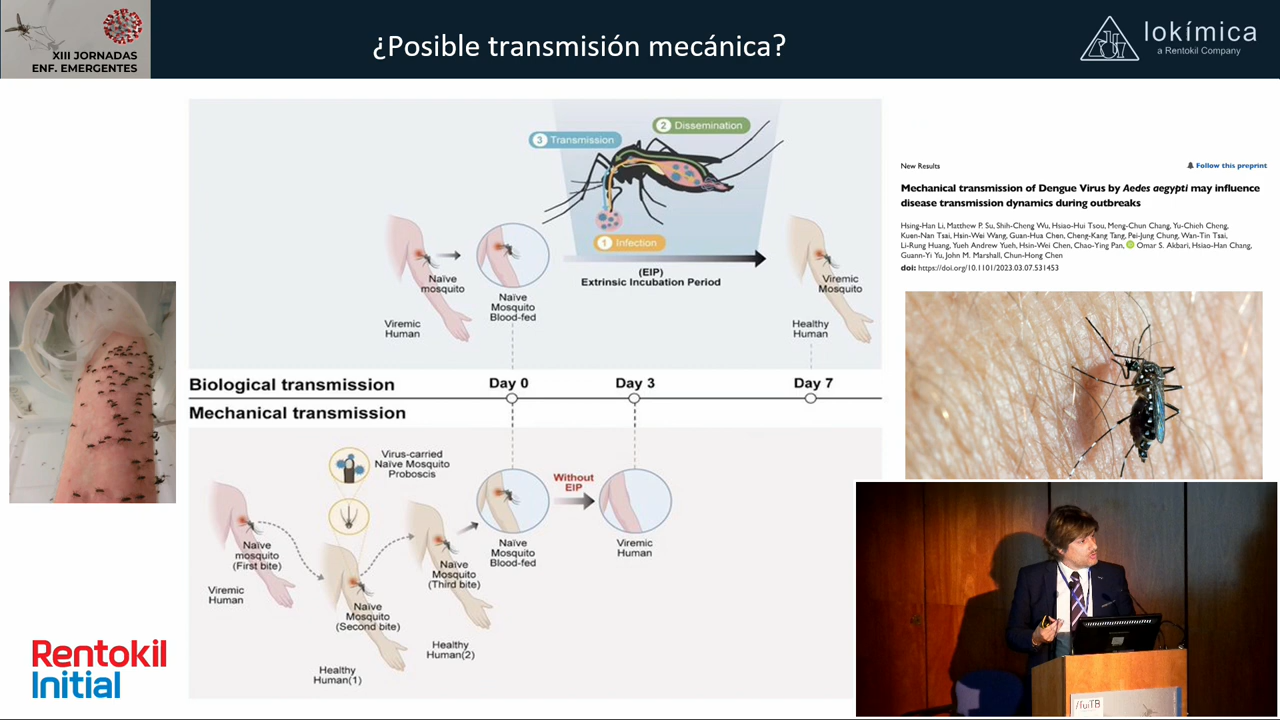 XIII JORNADAS
ENF. EMERGENTES
¿Posible transmisión mecánica?
lokímica
a Rentokil Company
3 Transmission
2 Dissemination
1 Infection
Naïve
mosquito
Viremic
Human
Naïve
Mosquito
Blood-fed
(EIP)
Extrinsic Incubation Period
Viremic
Mosquito
Healthy
Human
Biological transmission
Day 0
Day 3
Day 7
Mechanical transmission
Virus-carried
Naïve Mosquito
Proboscis
Naïve
mosquito
(First bite)
Viremic
Human
Naïve
Mosquito
(Second bite)
Healthy
Human(1)
Naïve
Mosquito
(Third bite)
Healthy
Human(2)
Naïve
Mosquito
Blood-fed
Without
EIP
Viremic
Human
New Results
Follow this preprint
Mechanical transmission of Dengue Virus by Aedes aegypti may influence
disease transmission dynamics during outbreaks
Hsing-Han Li, Matthew P. Su, Shih-Cheng Wu, Hsiao-Hui Tsou, Meng-Chun Chang, Yu-Chieh Cheng,
Kuen-Nan Tsai, Hsin-Wei Wang, Guan-Hua Chen, Cheng-Kang Tang, Pei-Jung Chung, Wan-Tin Tsai,
Li-Rung Huang, Yueh Andrew Yueh, Hsin-Wei Chen, Chao-Ying Pan, Omar S. Akbari, Hsiao-Han Chang,
Guann-Yi Yu, John M. Marshall, Chun-Hong Chen
doi: https://doi.org/10.1101/2023.03.07.531453
Rentokil
Initial
/fuiTB